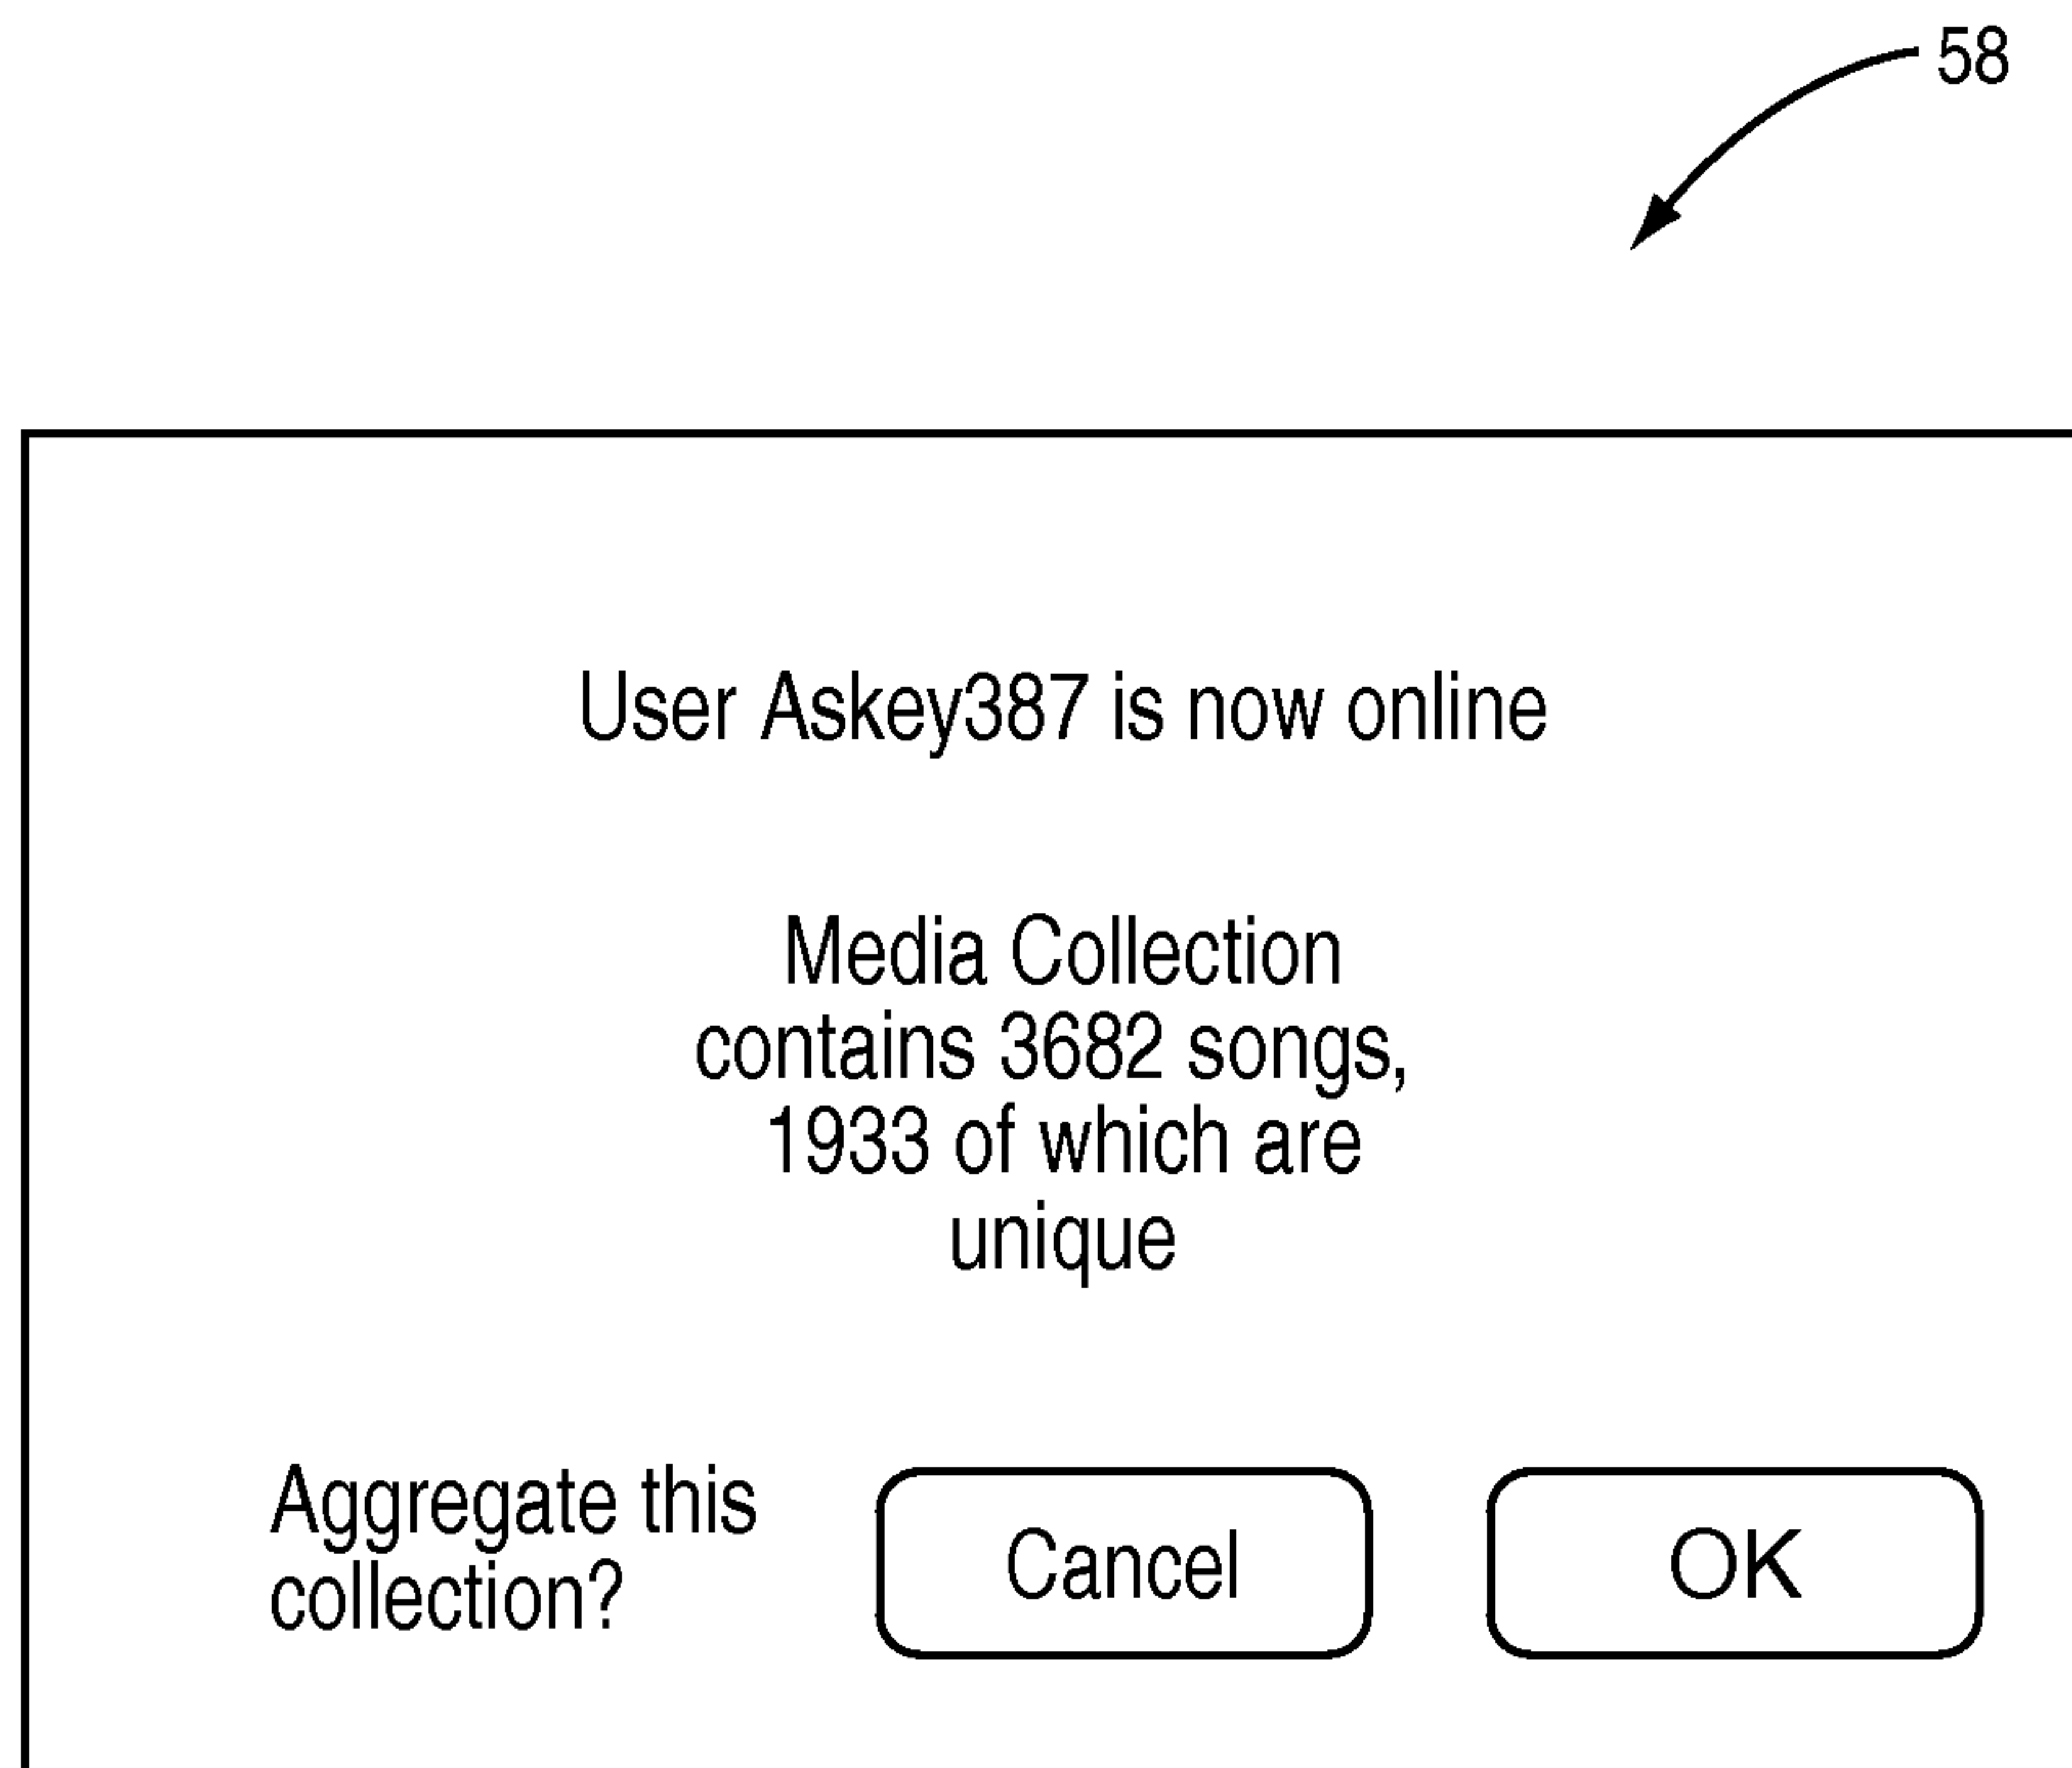 58
User Askey387 is now online
Media Collection
contains 3682 songs,
1933 of which are
unique
Aggregate this
collection?
Cancel
OK